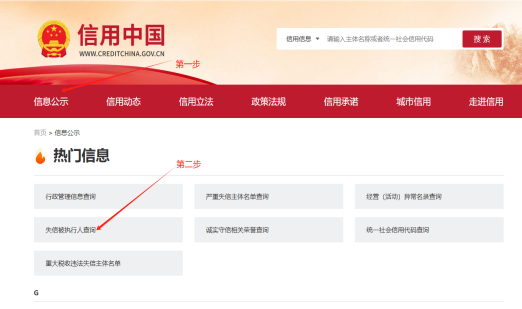 信用中国
WWW.CREDITCHINA.GOV.CN
信用信息 请输入主体名称或者统一社会信用代码 搜索
第一步
信息公示 信用动态 信用立法 政策法规 信用承诺 城市信用 走进信用
首页 > 信息公示
热门信息
第二步
行政管理信息查询 严重失信主体名单查询 经营（活动）异常名录查询
失信被执行人查询 诚实守信相关荣誉查询 统一社会信用代码查询
重大税收违法失信主体名单
G